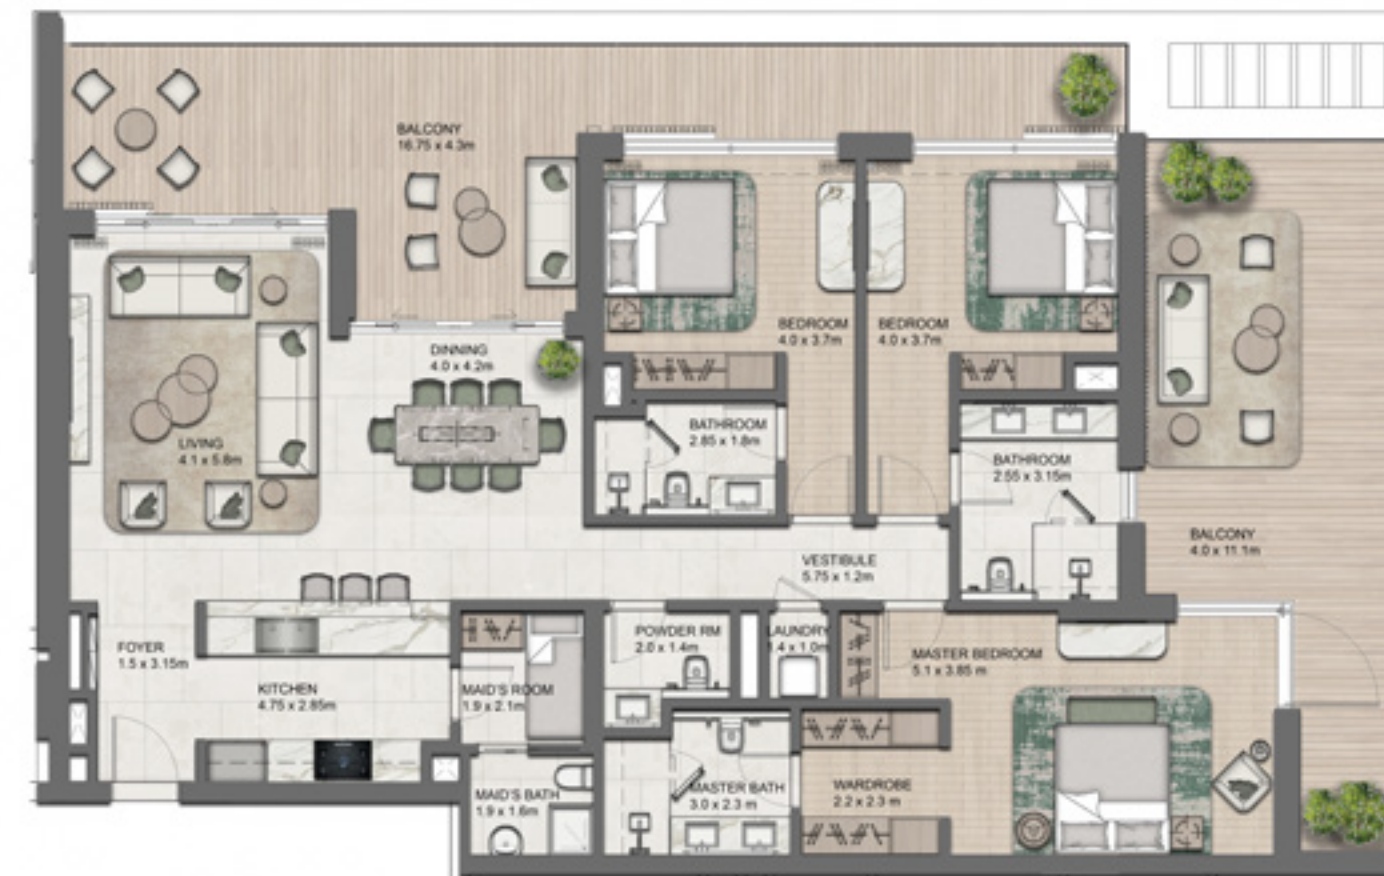 BALCONY
16.75 x 4.3m
BEDROOM
4.0 x 3.7m
BEDROOM
4.0 x 3.7m
DINNING
4.0 x 4.2m
LIVING
4.1 x 5.8m
BATHROOM
2.85 x 1.8m
BATHROOM
2.55 x 3.15m
BALCONY
4.0 x 11.1m
VESTIBULE
5.75 x 1.2m
FOYER
1.5 x 3.15m
POWDER RM
2.0 x 1.4m
LAUNDRY
1.4 x 1.0m
MASTER BEDROOM
5.1 x 3.85 m
KITCHEN
4.75 x 2.85m
MAID'S ROOM
1.9 x 2.1m
MAID'S BATH
1.9 x 1.6m
MASTER BATH
3.0 x 2.3 m
WARDROBE
2.2 x 2.3 m